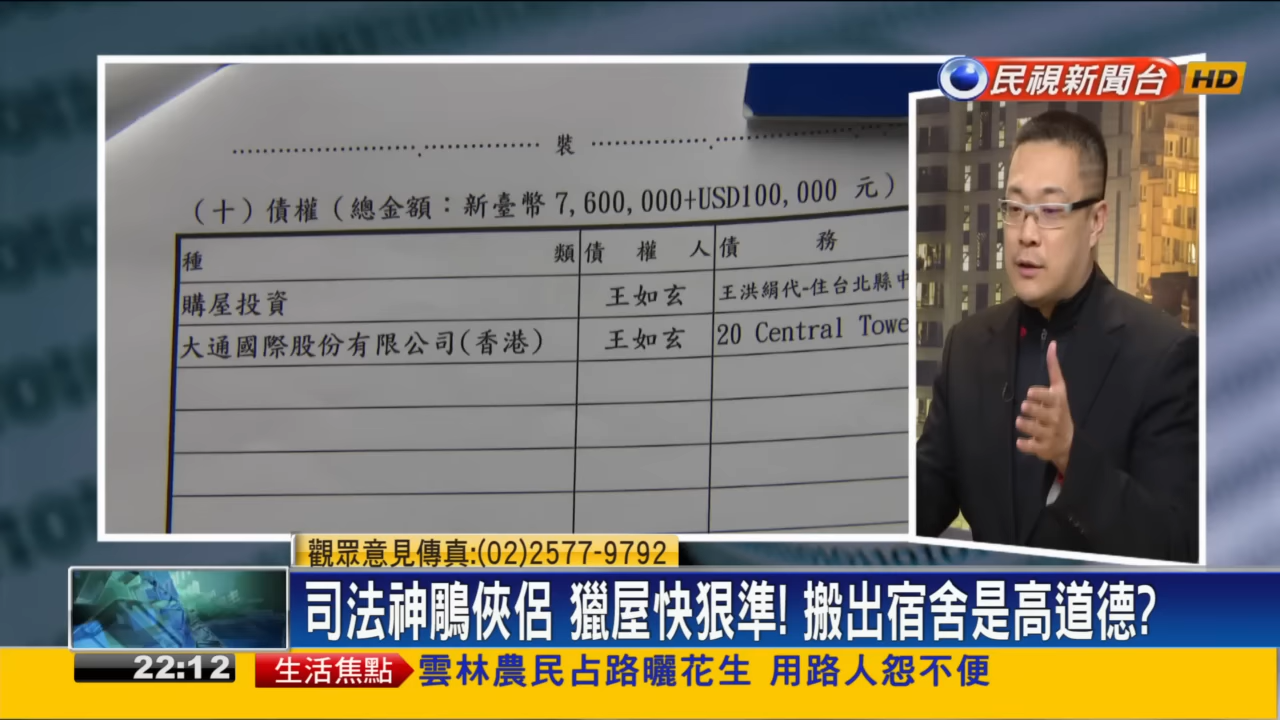 民視新聞台 HD
裝
（十）債權（總金額：新臺幣 7,600,000+USD100,000 元）
種 類 債 權 人 債 務
購屋投資 王如玄 王洪絹代-住台北縣中
大通國際股份有限公司(香港) 王如玄 20 Central Towe
觀眾意見傳真:(02)2577-9792
司法神鵰俠侶 獵屋快狠準! 搬出宿舍是高道德?
22:12 生活焦點 雲林農民占路曬花生 用路人怨不便